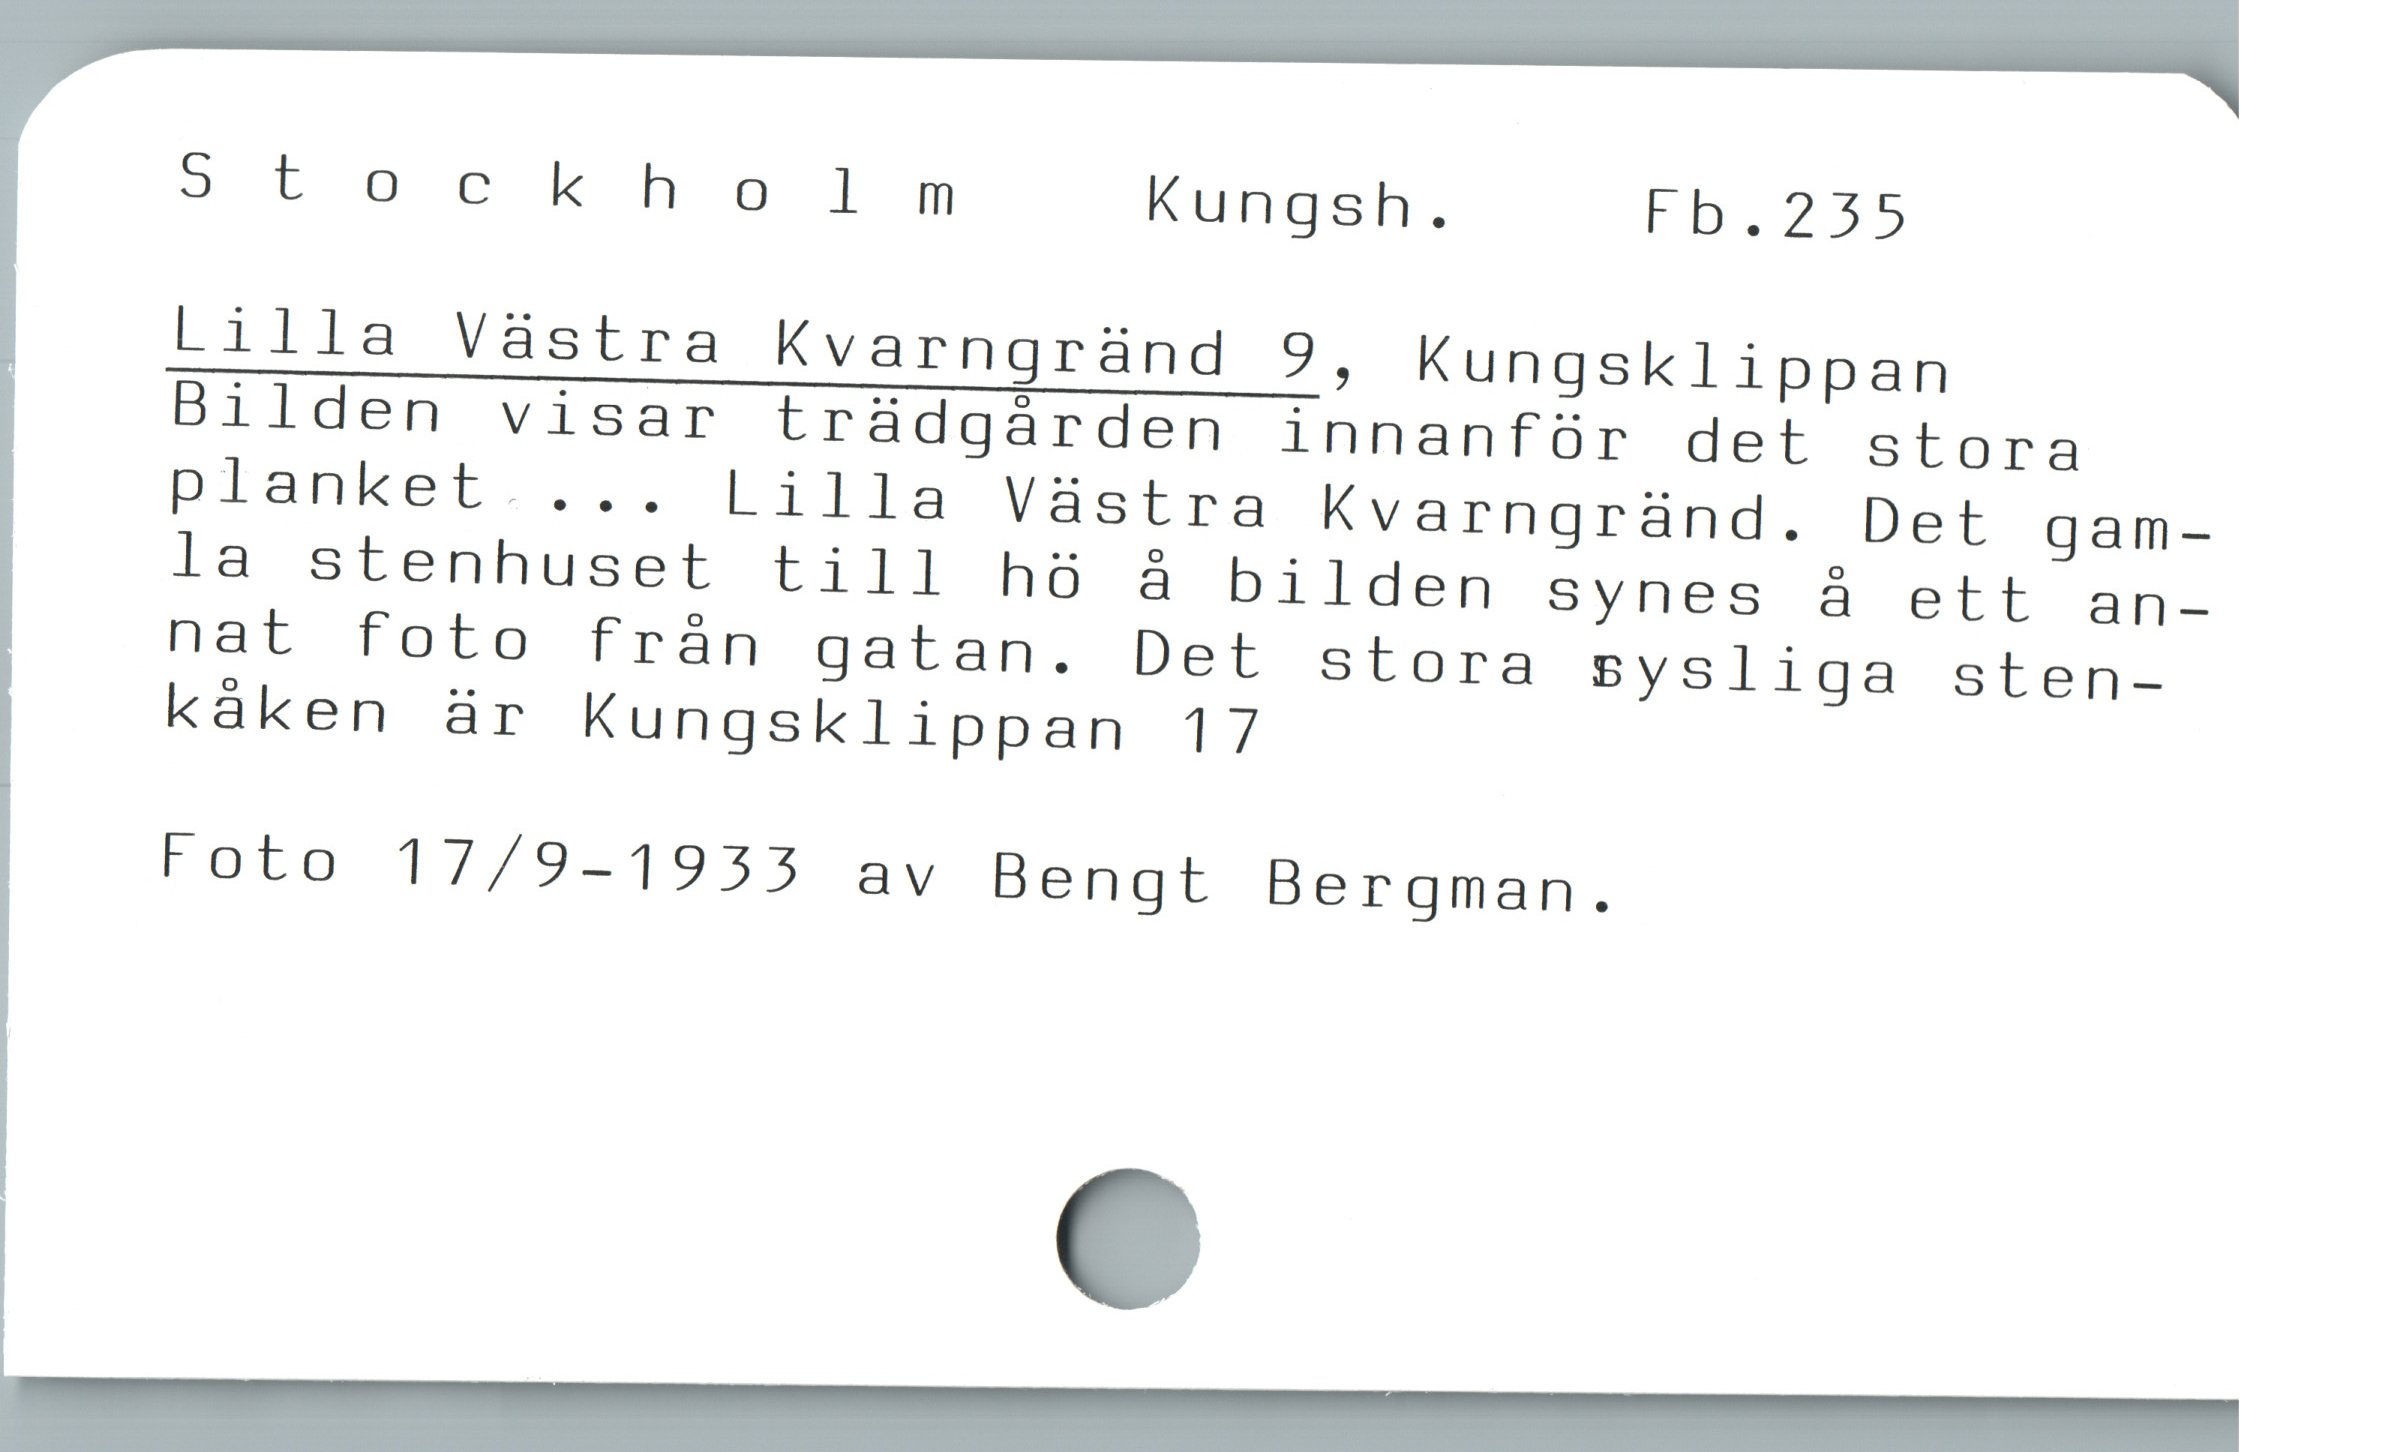 S t o c k h o l m  Kungsh.  Fb.235
Lilla Västra Kvarngränd 9, Kungsklippan
Bilden visar trädgården innanför det stora
planket ... Lilla Västra Kvarngränd. Det gam-
la stenhuset till hö å bilden synes å ett an-
nat foto från gatan. Det stora rysliga sten-
kåken är Kungsklippan 17
Foto 17/9-1933 av Bengt Bergman.